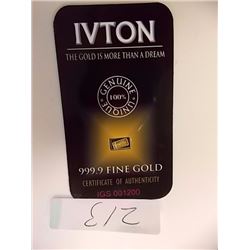 IVTON
THE GOLD IS MORE THAN A DREAM
GENUINE
100%
UNIQUE
999.9 FINE GOLD
CERTIFICATE OF AUTHENTICITY
IGS 001200
213